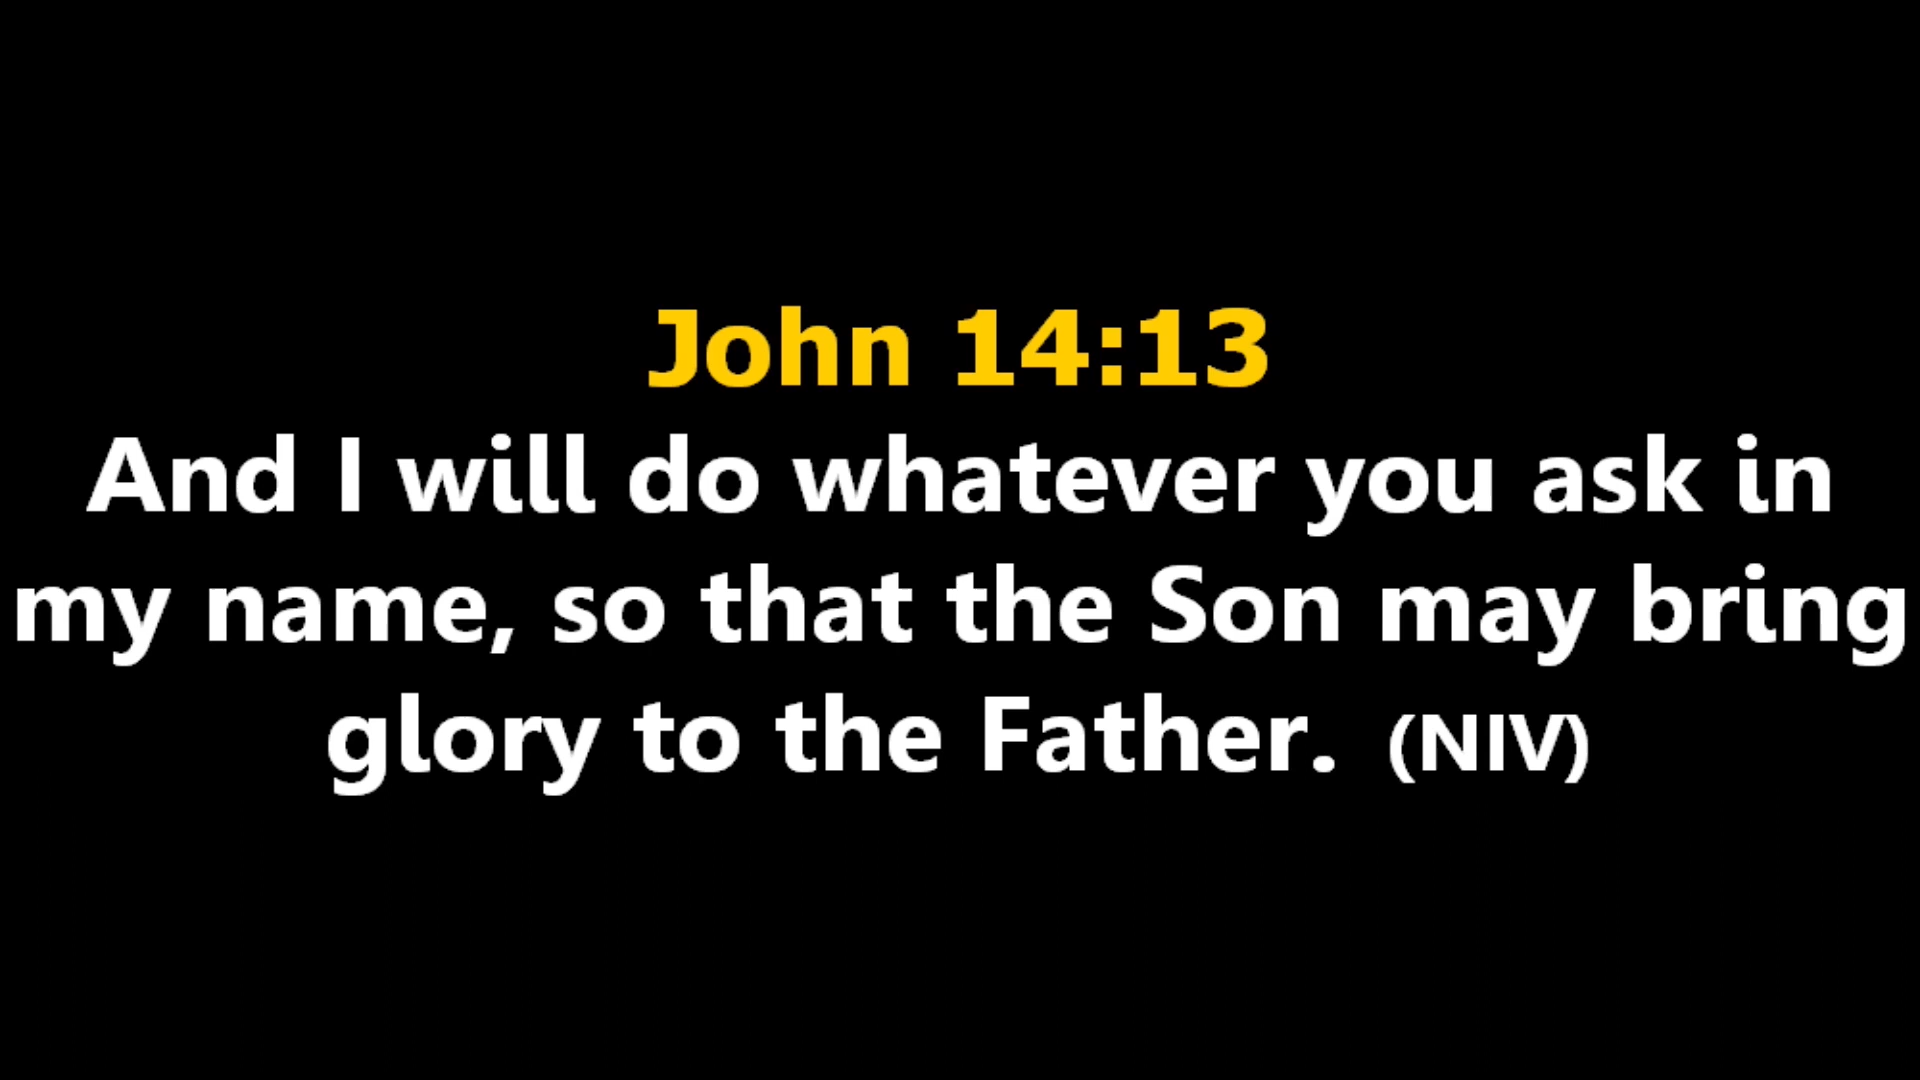 John 14:13
And I will do whatever you ask in
my name, so that the Son may bring
glory to the Father. (NIV)